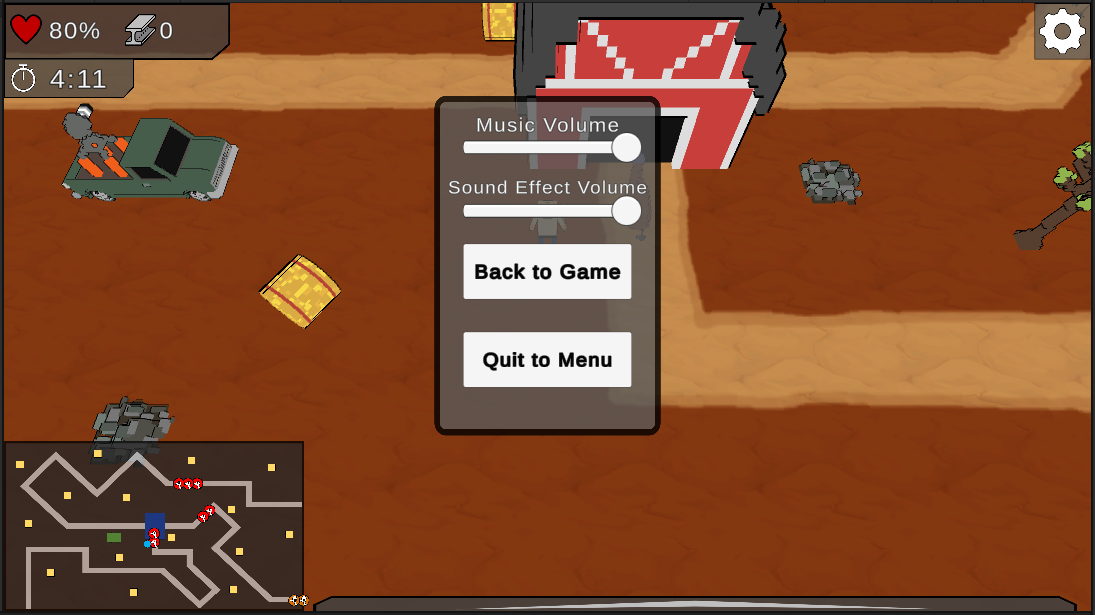 80% 0
4:11
Music Volume
Sound Effect Volume
Back to Game
Quit to Menu